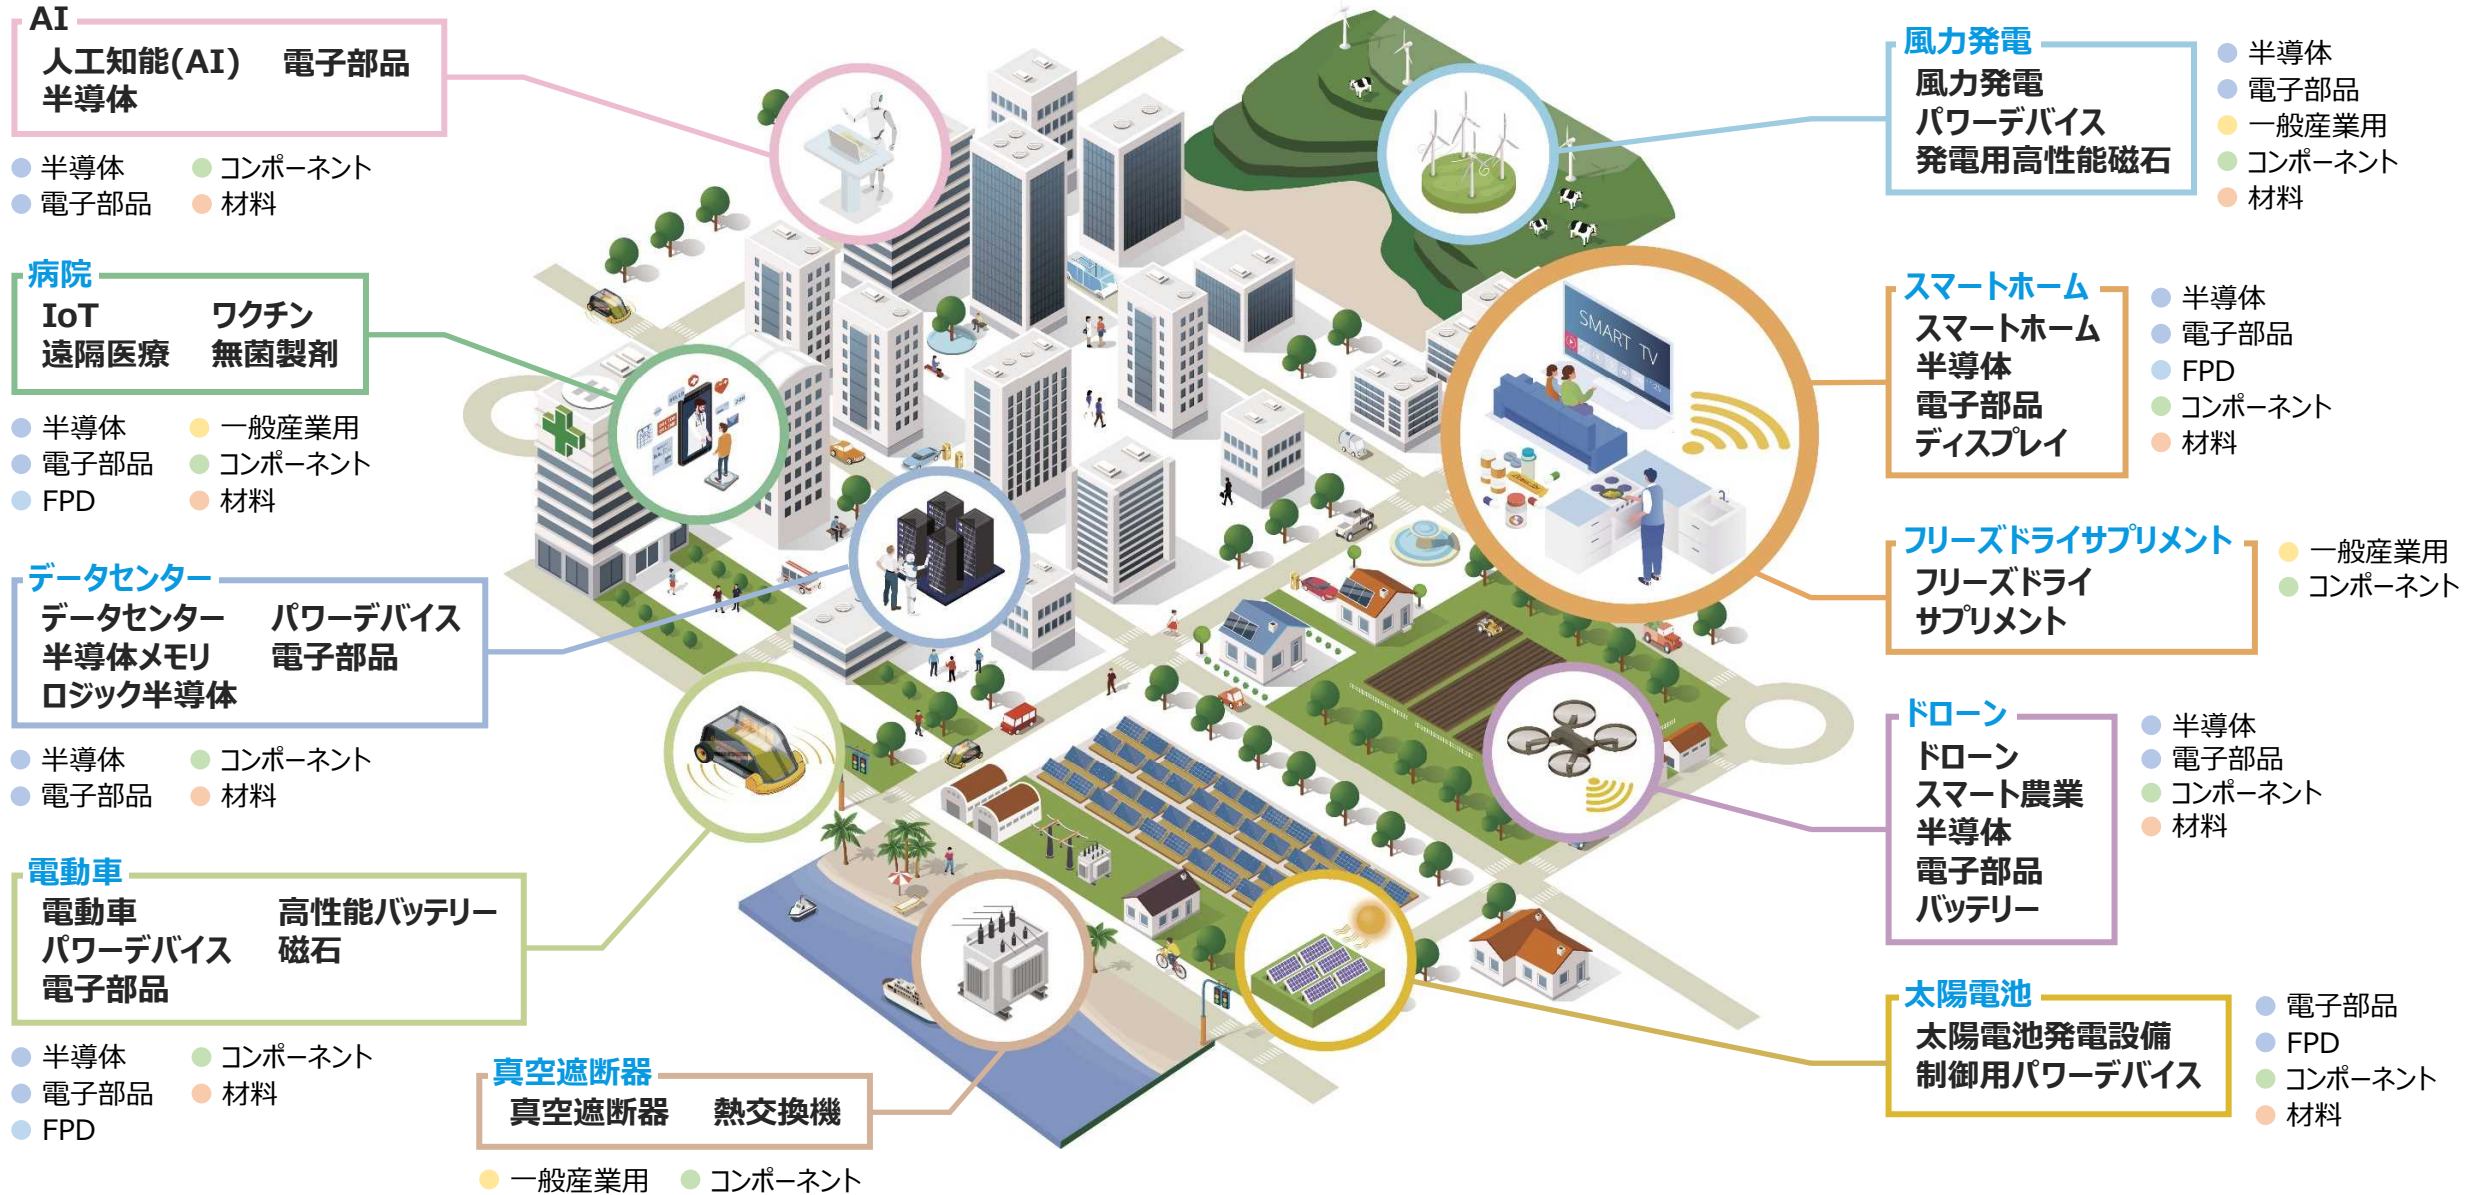 AI
人工知能(AI) 電子部品
半導体
半導体 コンポーネント
電子部品 材料
病院
IoT ワクチン
遠隔医療 無菌製剤
半導体 一般産業用
電子部品 コンポーネント
FPD 材料
データセンター
データセンター パワーデバイス
半導体メモリ 電子部品
ロジック半導体
半導体 コンポーネント
電子部品 材料
電動車
電動車 高性能バッテリー
パワーデバイス 磁石
電子部品
半導体 コンポーネント
電子部品 材料
FPD
真空遮断器
真空遮断器 熱交換機
一般産業用 コンポーネント
風力発電
風力発電
パワーデバイス
発電用高性能磁石
半導体
電子部品
一般産業用
コンポーネント
材料
SMART TV
スマートホーム
スマートホーム
半導体
電子部品
ディスプレイ
半導体
電子部品
FPD
コンポーネント
材料
フリーズドライサプリメント
フリーズドライ
サプリメント
一般産業用
コンポーネント
ドローン
ドローン
スマート農業
半導体
電子部品
バッテリー
半導体
電子部品
コンポーネント
材料
太陽電池
太陽電池発電設備
制御用パワーデバイス
電子部品
FPD
コンポーネント
材料